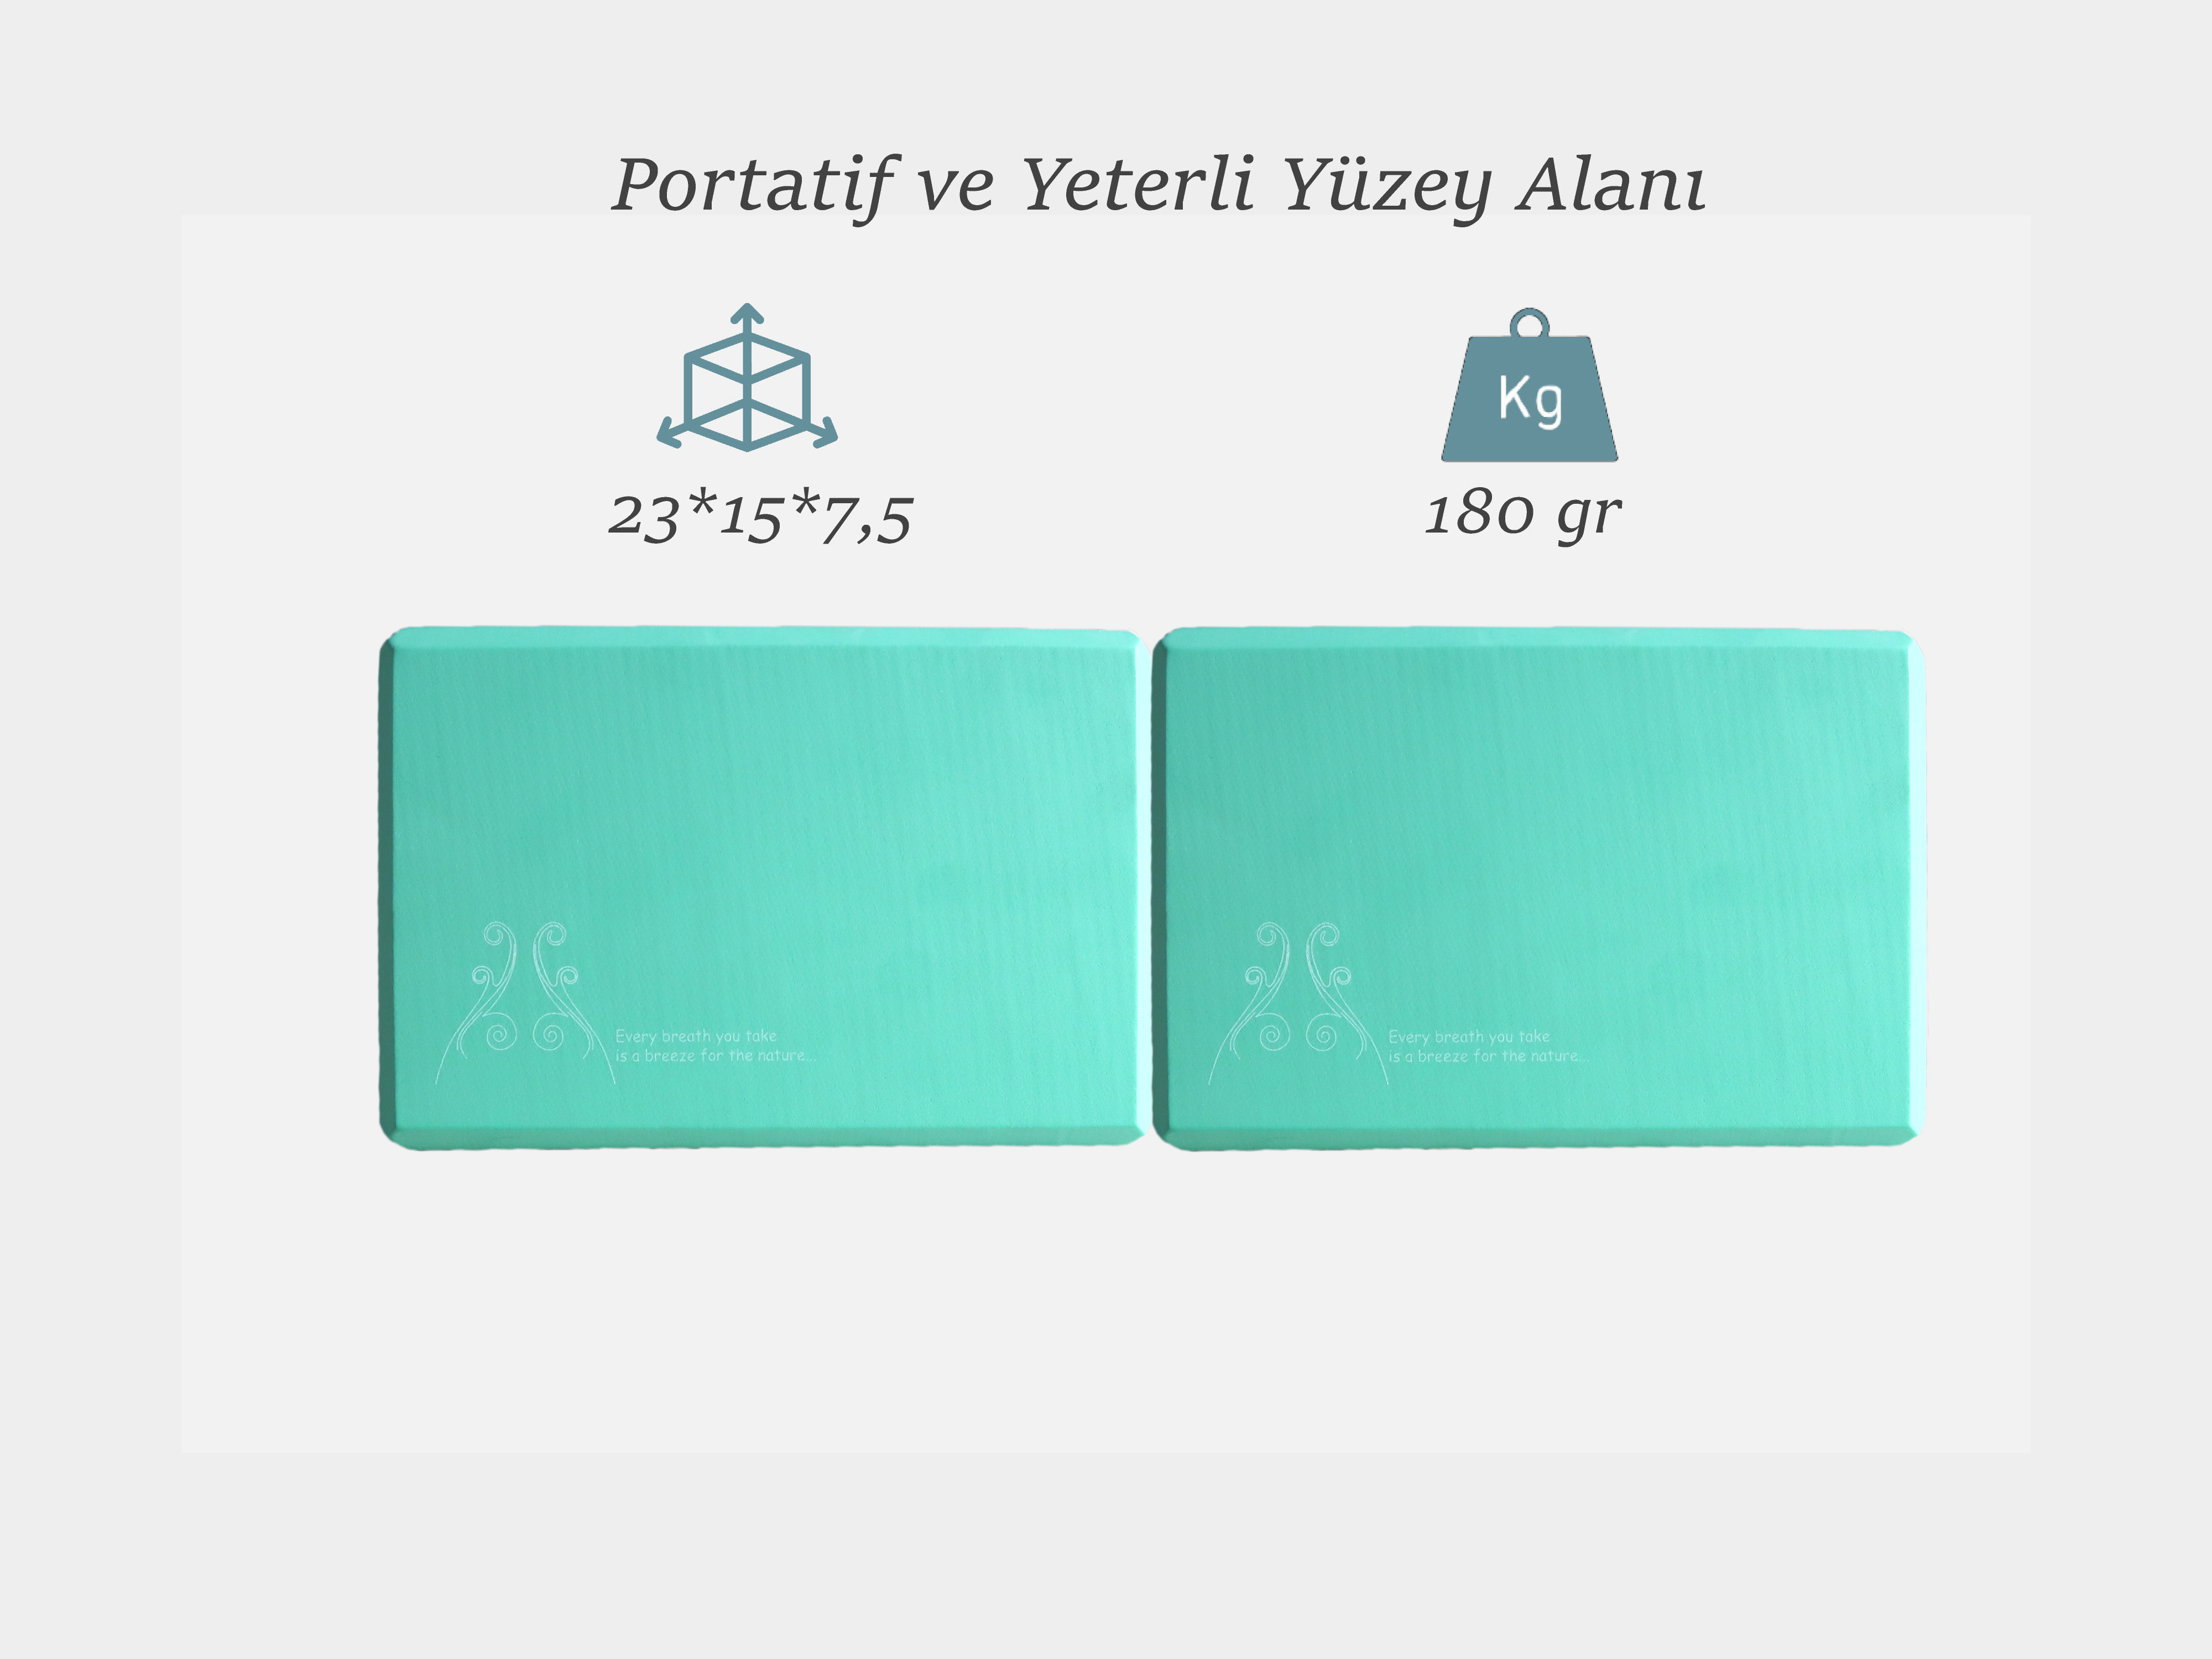 Portatif ve Yeterli Yüzey Alanı
Kg
23*15*7,5
180 gr
Every breath you take
is a breeze for the nature...
Every breath you take
is a breeze for the nature...